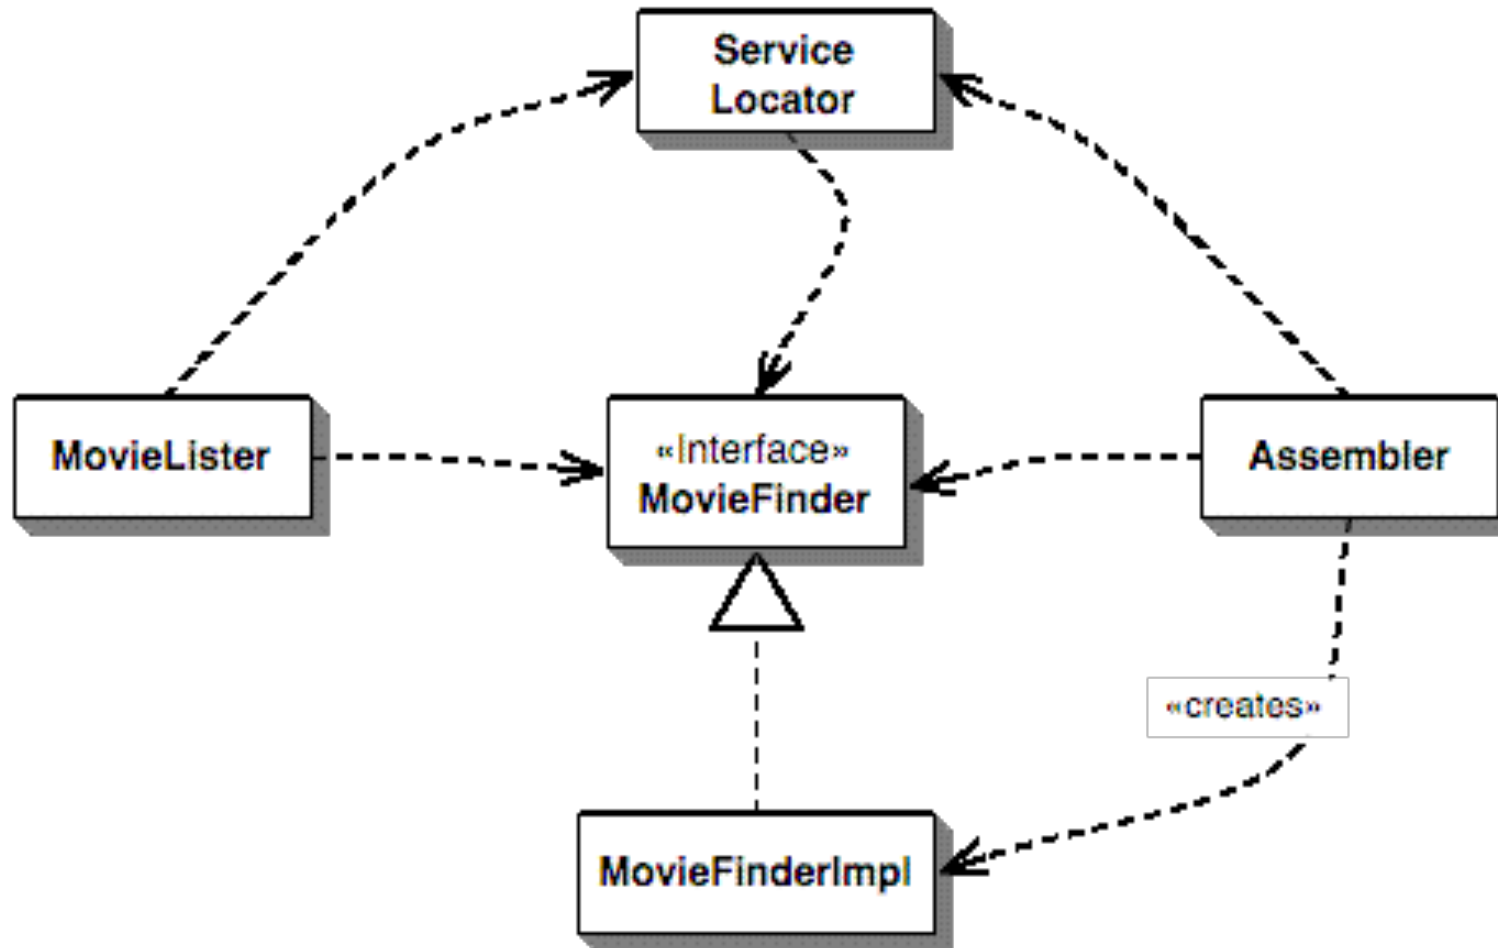 Service
Locator
MovieLister
«Interface»
MovieFinder
Assembler
«creates»
MovieFinderImpl